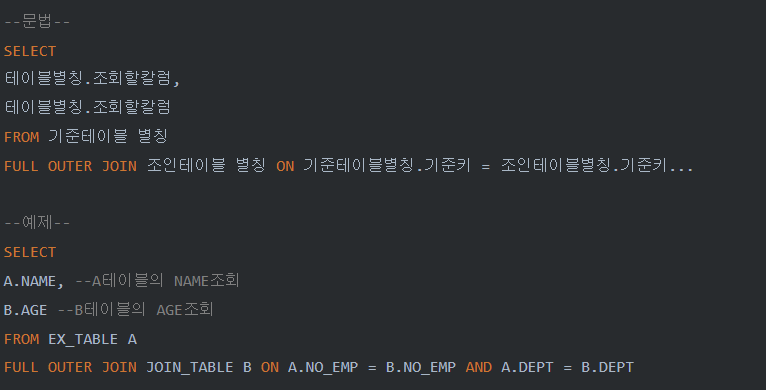 --문법--
SELECT
테이블별칭.조회할칼럼,
테이블별칭.조회할칼럼
FROM 기준테이블 별칭
FULL OUTER JOIN 조인테이블 별칭 ON 기준테이블별칭.기준키 = 조인테이블별칭.기준키...
--예제--
SELECT
A.NAME, --A테이블의 NAME조회
B.AGE --B테이블의 AGE조회
FROM EX_TABLE A
FULL OUTER JOIN JOIN_TABLE B ON A.NO_EMP = B.NO_EMP AND A.DEPT = B.DEPT